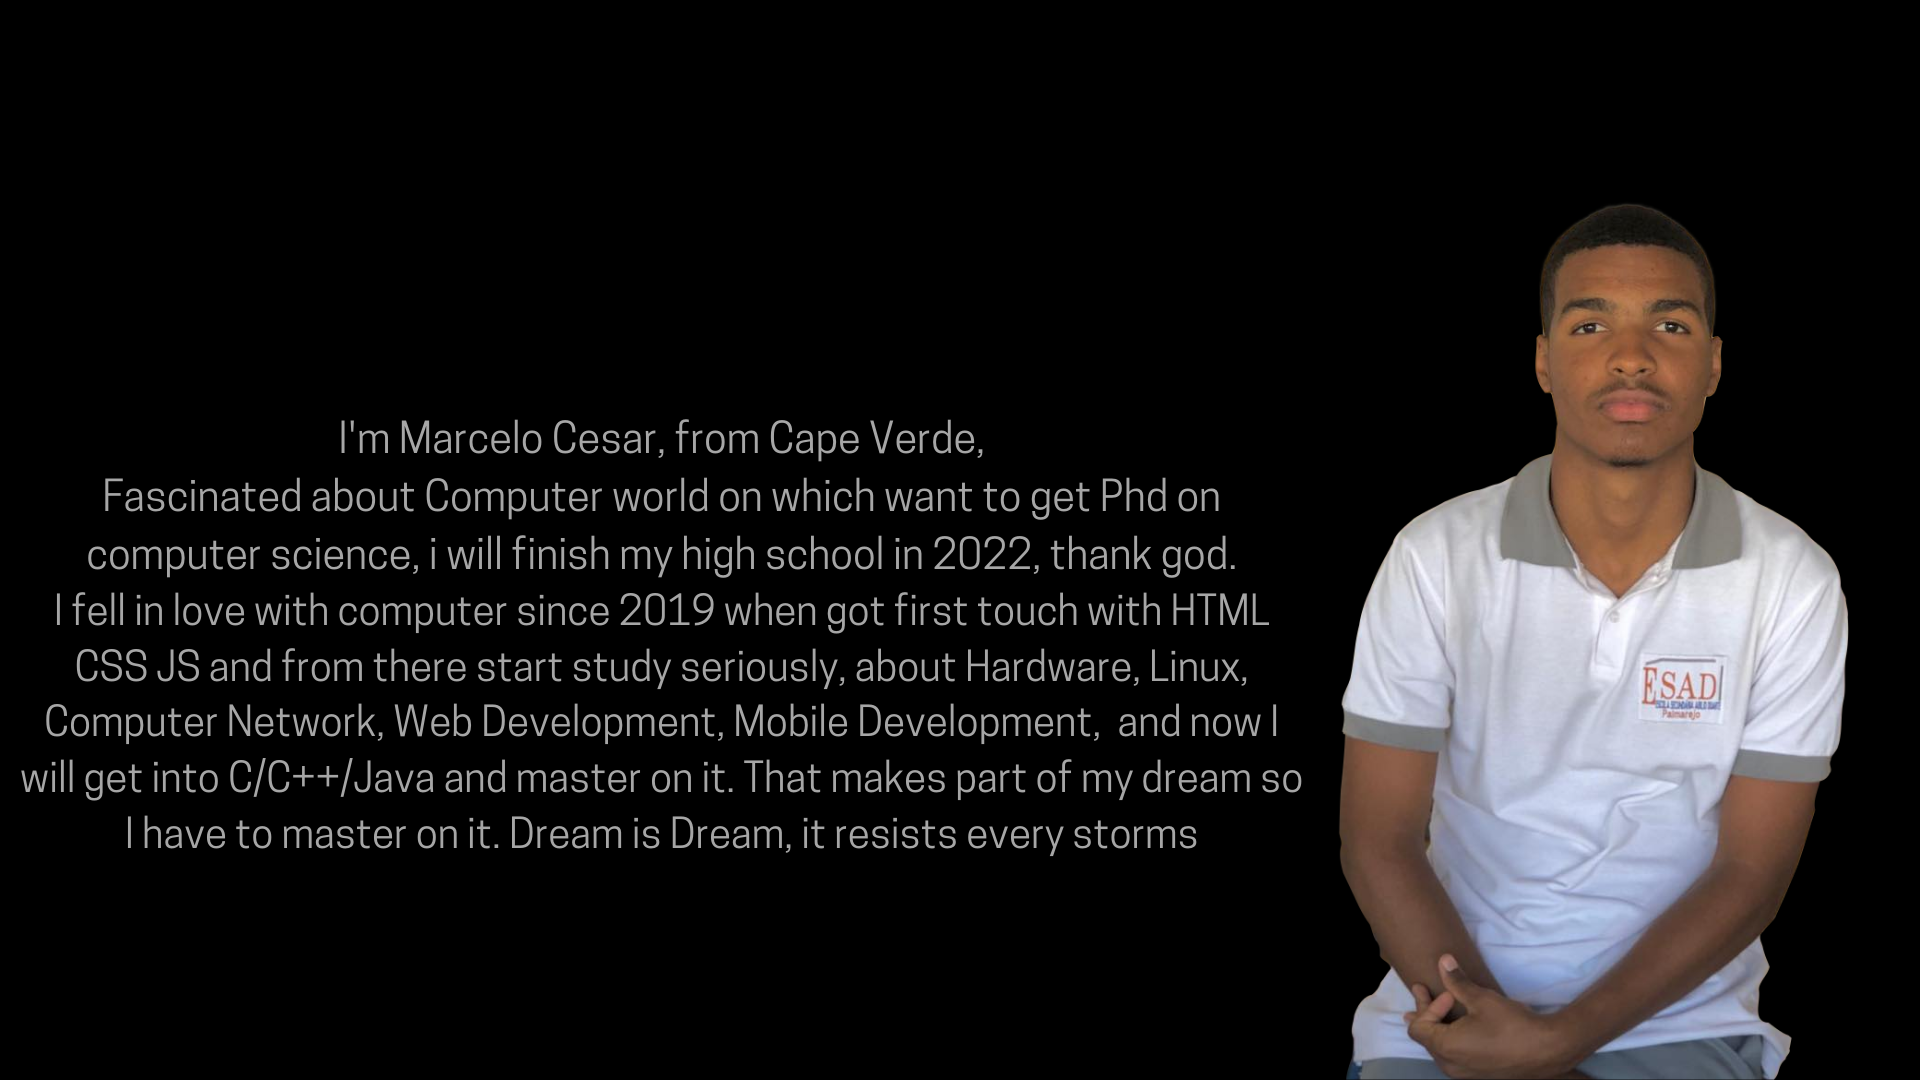 I'm Marcelo Cesar, from Cape Verde,
Fascinated about Computer world on which want to get Phd on
computer science, i will finish my high school in 2022, thank god.
I fell in love with computer since 2019 when got first touch with HTML
CSS JS and from there start study seriously, about Hardware, Linux,
Computer Network, Web Development, Mobile Development,  and now I
will get into C/C++/Java and master on it. That makes part of my dream so
I have to master on it. Dream is Dream, it resists every storms
ESAD
ESCOLA SECUNDÁRIA
Palmarejo